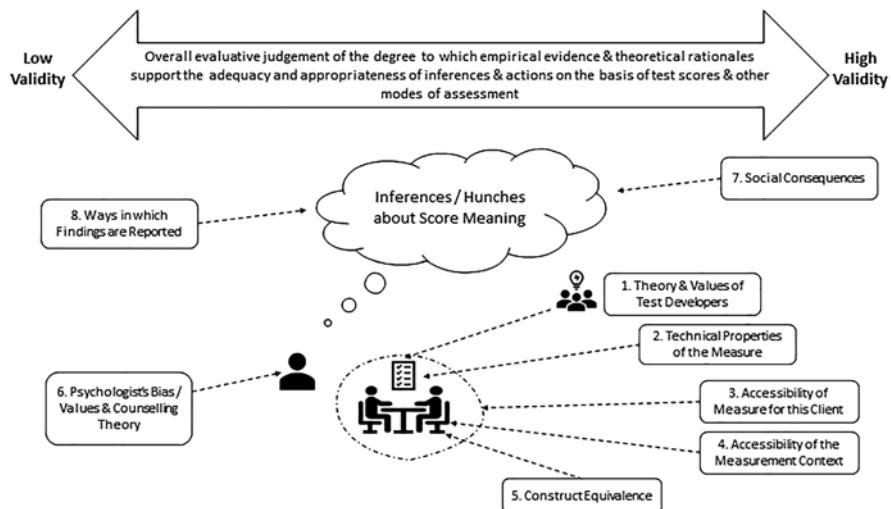 Low
Validity
Overall evaluative judgement of the degree to which empirical evidence & theoretical rationales
support the adequacy and appropriateness of inferences & actions on the basis of test scores & other
modes of assessment
High
Validity
7. Social Consequences
Inferences / Hunches
about Score Meaning
8. Ways in which
Findings are Reported
1. Theory & Values of
Test Developers
2. Technical Properties
of the Measure
6. Psychologist's Bias /
Values & Counselling
Theory
3. Accessibility of
Measure for this Client
4. Accessibility of the
Measurement Context
5. Construct Equivalence